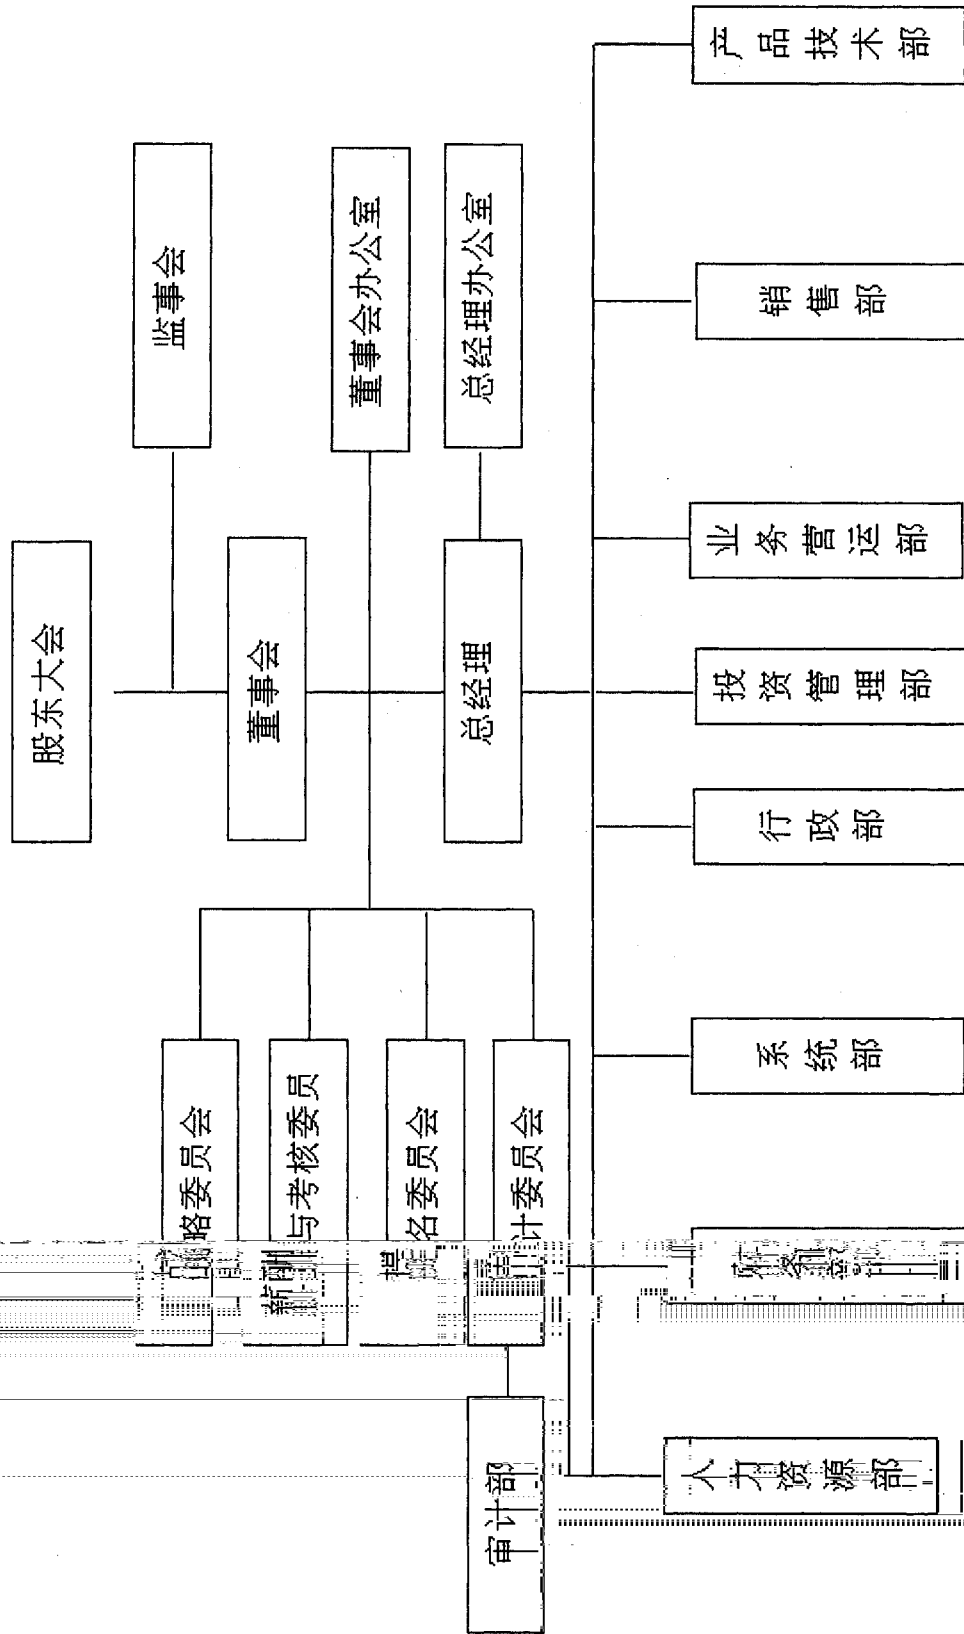 股东大会
监事会
董事会
董事会办公室
总经理
总经理办公室
略委员会
薪酬与考核委员
提名委员会
计委员会
审计部
人力资源部
系统部
行政部
投资管理部
业务营运部
销售部
产品技术部